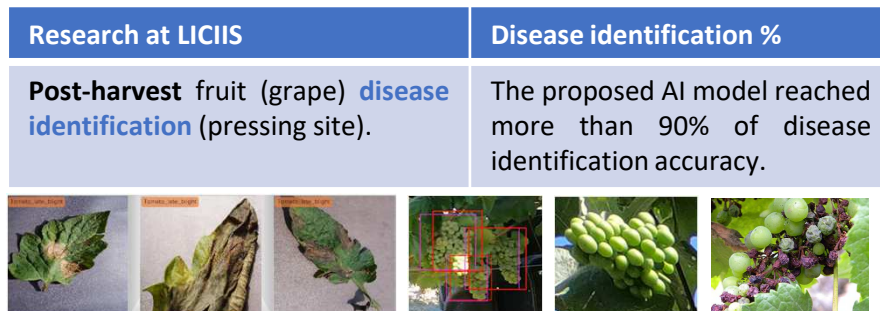 Research at LICIIS
Disease identification %
Post-harvest fruit (grape) disease
identification (pressing site).
The proposed AI model reached
more than 90% of disease
identification accuracy.
Tomato_late_blight
Tomato_late_blight
Tomato_late_blight